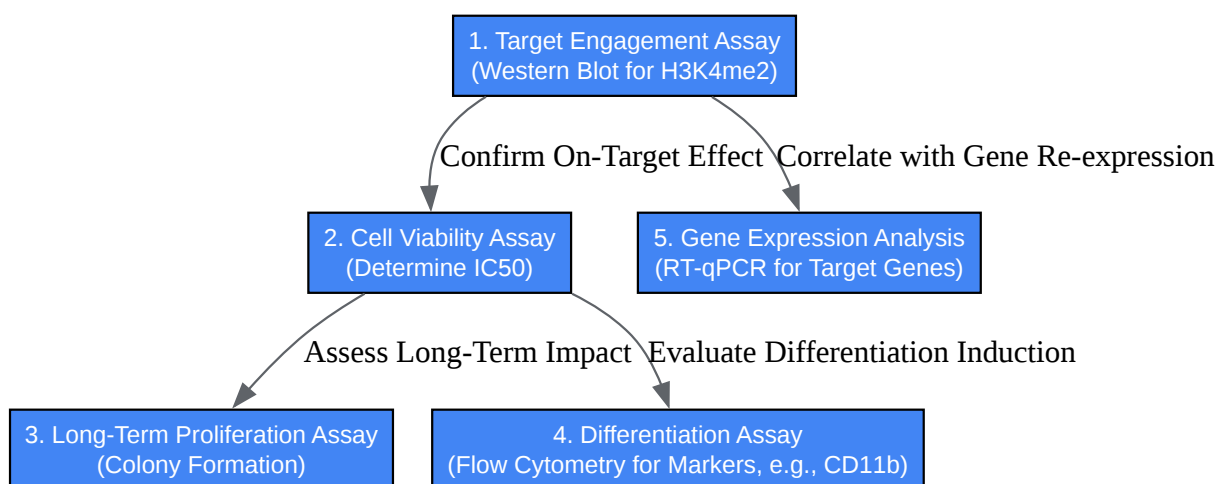 1. Target Engagement Assay
(Western Blot for H3K4me2)
Confirm On-Target Effect
Correlate with Gene Re-expression
2. Cell Viability Assay
(Determine IC50)
5. Gene Expression Analysis
(RT-qPCR for Target Genes)
Assess Long-Term Impact
Evaluate Differentiation Induction
3. Long-Term Proliferation Assay
(Colony Formation)
4. Differentiation Assay
(Flow Cytometry for Markers, e.g., CD11b)